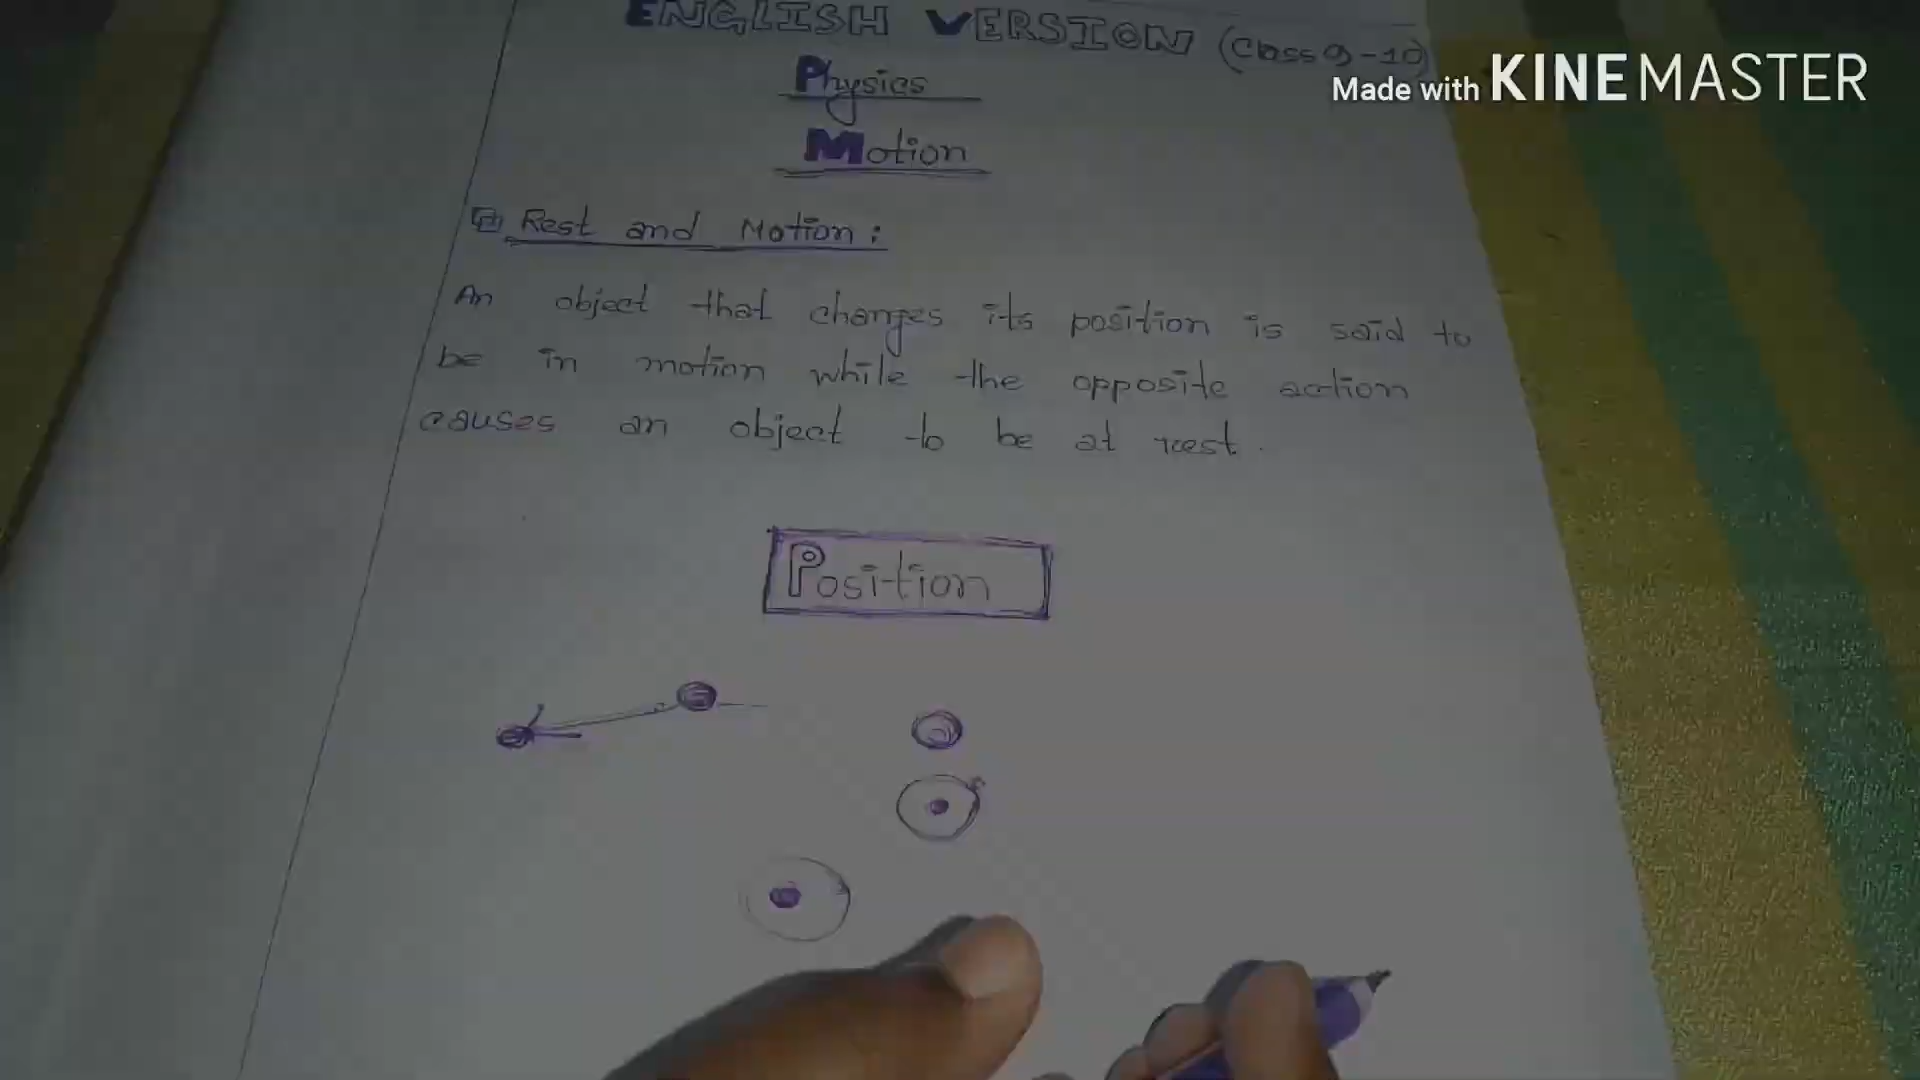 ENGLISH VERSION (Class 9-10)
Made with KINEMASTER
Physics
Motion
Rest and Motion:
An object that changes its position is said to
be in motion while the opposite action
causes an object to be at rest.
Position